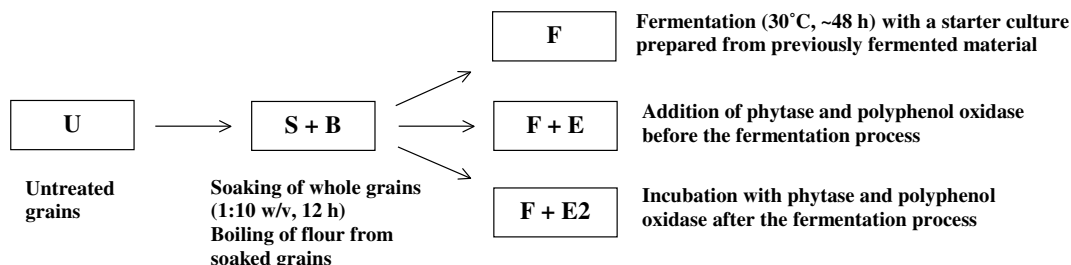 F
Fermentation (30˚C, ~48 h) with a starter culture
prepared from previously fermented material
U
S + B
F + E
Addition of phytase and polyphenol oxidase
before the fermentation process
Untreated
grains
Soaking of whole grains
(1:10 w/v, 12 h)
Boiling of flour from
soaked grains
F + E2
Incubation with phytase and polyphenol
oxidase after the fermentation process